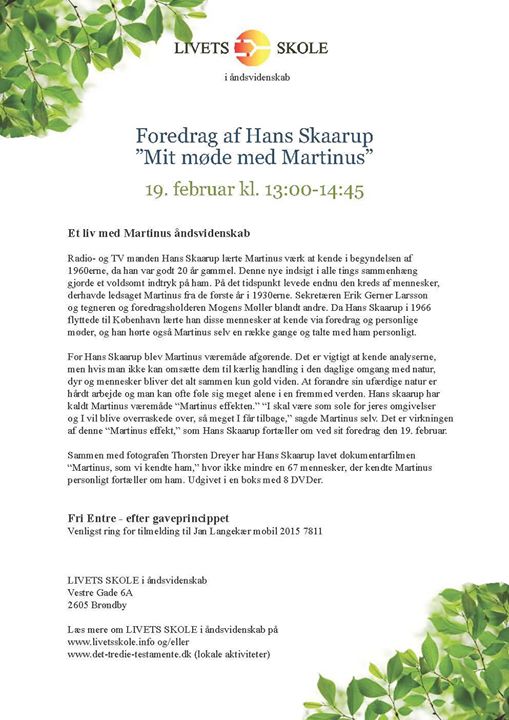 LIVETS SKOLE
i åndsvidenskab
Foredrag af Hans Skaarup
”Mit møde med Martinus”
19. februar kl. 13:00-14:45
Et liv med Martinus åndsvidenskab
Radio- og TV manden Hans Skaarup lærte Martinus værk at kende i begyndelsen af
1960erne, da han var godt 20 år gammel. Denne nye indsigt i alle tings sammenhæng
gjorde et voldsomt indtryk på ham. På det tidspunkt levede endnu den kreds af mennesker,
derhavde ledsaget Martinus fra de første år i 1930erne. Sekretæren Erik Gerner Larsson
og tegneren og foredragsholderen Mogens Møller blandt andre. Da Hans Skaarup i 1966
flyttede til København lærte han disse mennesker at kende via foredrag og personlige
møder, og han hørte også Martinus selv en række gange og talte med ham personligt.
For Hans Skaarup blev Martinus væremåde afgørende. Det er vigtigt at kende analyserne,
men hvis man ikke kan omsætte dem til kærlig handling i den daglige omgang med natur,
dyr og mennesker bliver det alt sammen kun gold viden. At forandre sin ufærdige natur er
hårdt arbejde og man kan ofte føle sig meget alene i en fremmed verden. Hans skaarup har
kaldt Martinus væremåde “Martinus effekten.” “I skal være som sole for jeres omgivelser
og I vil blive overraskede over, så meget I får tilbage,” sagde Martinus selv. Det er virkningen
af denne “Martinus effekt,” som Hans Skaarup fortæller om ved sit foredrag den 19. februar.
Sammen med fotografen Thorsten Dreyer har Hans Skaarup lavet dokumentarfilmen
“Martinus, som vi kendte ham,” hvor ikke mindre en 67 mennesker, der kendte Martinus
personligt fortæller om ham. Udgivet i en boks med 8 DVDer.
Fri Entre - efter gaveprincippet
Venligst ring for tilmelding til Jan Langekær mobil 2015 7811
LIVETS SKOLE i åndsvidenskab
Vestre Gade 6A
2605 Brøndby
Læs mere om LIVETS SKOLE i åndsvidenskab på
www.livetsskole.info og/eller
www.det-tredie-testamente.dk (lokale aktiviteter)